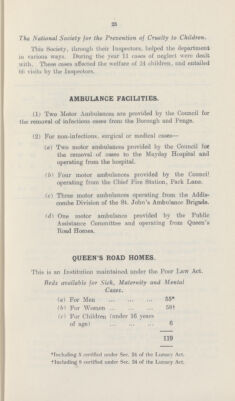 25
The National Society for the Prevention of Cruelty to Children.
This Society, through their Inspectors, helped the department
in various ways. During the year 11 cases of neglect were dealt
with. These cases affected the welfare of 24 children, and entailed
66 visits by the Inspectors.
AMBULANCE FACILITIES.
(1) Two Motor Ambulances are provided by the Council for
the removal of infectious cases from the Borough and Penge.
(2) For non-infectious, surgical or medical cases—
(a) Two motor ambulances provided by the Council for
the removal of cases to the Mayday Hospital and
operating from the hospital.
(b) Four motor ambulances provided by the Council
operating from the Chief Fire Station, Park Lane.
(c) Three motor ambulances operating from the Addis-
combe Division of the St. John's Ambulance Brigade.
(d) One motor ambulance provided by the Public
Assistance Committee and operating from Queen's
Road Homes.
QUEEN'S ROAD HOMES.
This is an Institution maintained under the Poor Law Act.
Beds available for Sick, Maternity and Mental
Cases.
(a) For Men ... ... ... 55*
(b) For Women ... ... ... 58†
(c) For Children (under 16 years
of age) ... ... ... 6
119
*Including 8 certified under Sec. 24 of the Lunacy Act.
†Including 8 certified under Sec. 24 of the Lunacy Act.